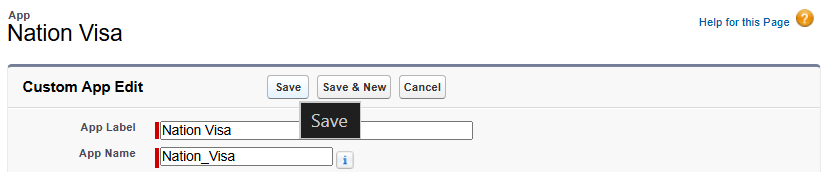 App
Nation Visa
Help for this Page ?
Custom App Edit Save Save & New Cancel
Save
App Label Nation Visa
App Name Nation_Visa i